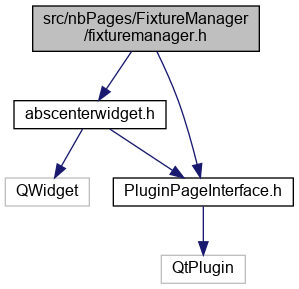 src/nbPages/FixtureManager
/fixturemanager.h
abscenterwidget.h
QWidget
PluginPageInterface.h
QtPlugin